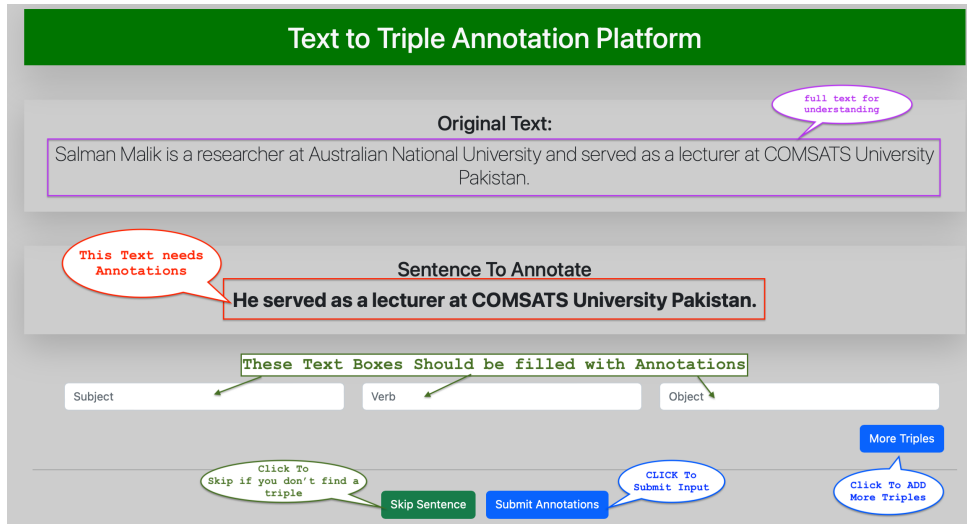 Text to Triple Annotation Platform
full text for
understanding
Original Text:
Salman Malik is a researcher at Australian National University and served as a lecturer at COMSATS University
Pakistan.
This Text needs
Annotations
Sentence To Annotate
He served as a lecturer at COMSATS University Pakistan.
These Text Boxes Should be filled with Annotations
Subject
Verb
Object
More Triples
Click To
Skip if you don't find a
triple
CLICK To
Submit Input
Click To ADD
More Triples
Skip Sentence
Submit Annotations